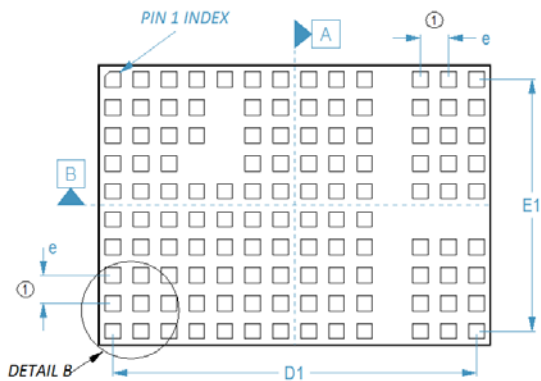 PIN 1 INDEX
A
①
e
B
E1
e
①
DETAIL B
D1